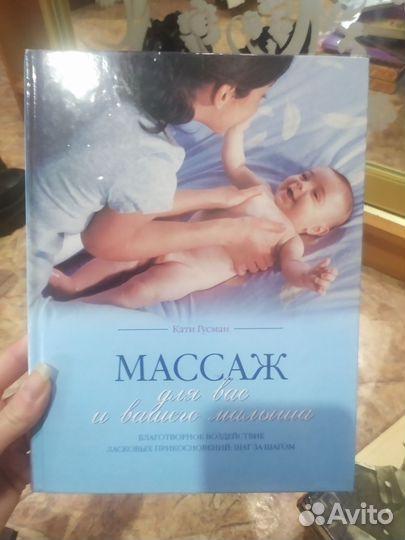 Кати Гусман
МАССАЖ
для вас
и вашего малыша
БЛАГОТВОРНОЕ ВОЗДЕЙСТВИЕ
ЛАСКОВЫХ ПРИКОСНОВЕНИЙ: ШАГ ЗА ШАГОМ
Avito